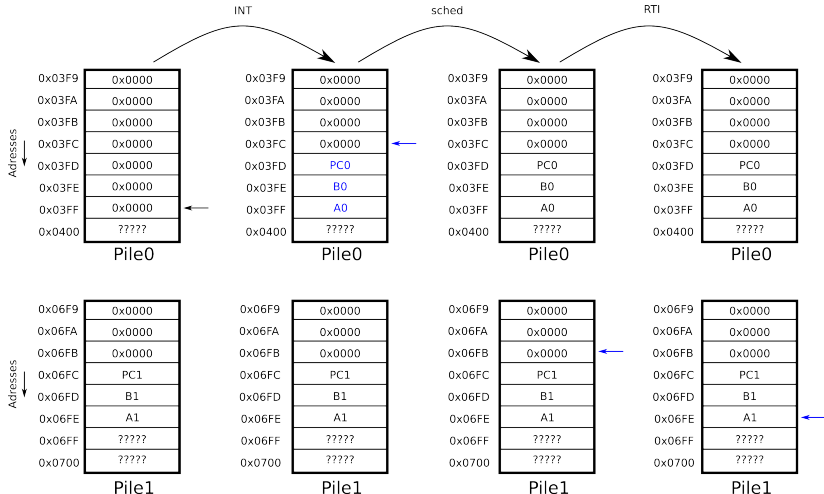 INT sched RTI
0x03F9 0x0000 0x03F9 0x0000 0x03F9 0x0000 0x03F9 0x0000
0x03FA 0x0000 0x03FA 0x0000 0x03FA 0x0000 0x03FA 0x0000
0x03FB 0x0000 0x03FB 0x0000 0x03FB 0x0000 0x03FB 0x0000
0x03FC 0x0000 0x03FC 0x0000 0x03FC 0x0000 0x03FC 0x0000
0x03FD 0x0000 0x03FD PC0 0x03FD PC0 0x03FD PC0
0x03FE 0x0000 0x03FE B0 0x03FE B0 0x03FE B0
0x03FF 0x0000 0x03FF A0 0x03FF A0 0x03FF A0
0x0400 ????? 0x0400 ????? 0x0400 ????? 0x0400 ?????
Adresses
Pile0 Pile0 Pile0 Pile0
0x06F9 0x0000 0x06F9 0x0000 0x06F9 0x0000 0x06F9 0x0000
0x06FA 0x0000 0x06FA 0x0000 0x06FA 0x0000 0x06FA 0x0000
0x06FB 0x0000 0x06FB 0x0000 0x06FB 0x0000 0x06FB 0x0000
0x06FC PC1 0x06FC PC1 0x06FC PC1 0x06FC PC1
0x06FD B1 0x06FD B1 0x06FD B1 0x06FD B1
0x06FE A1 0x06FE A1 0x06FE A1 0x06FE A1
0x06FF ????? 0x06FF ????? 0x06FF ????? 0x06FF ?????
0x0700 ????? 0x0700 ????? 0x0700 ????? 0x0700 ?????
Adresses
Pile1 Pile1 Pile1 Pile1